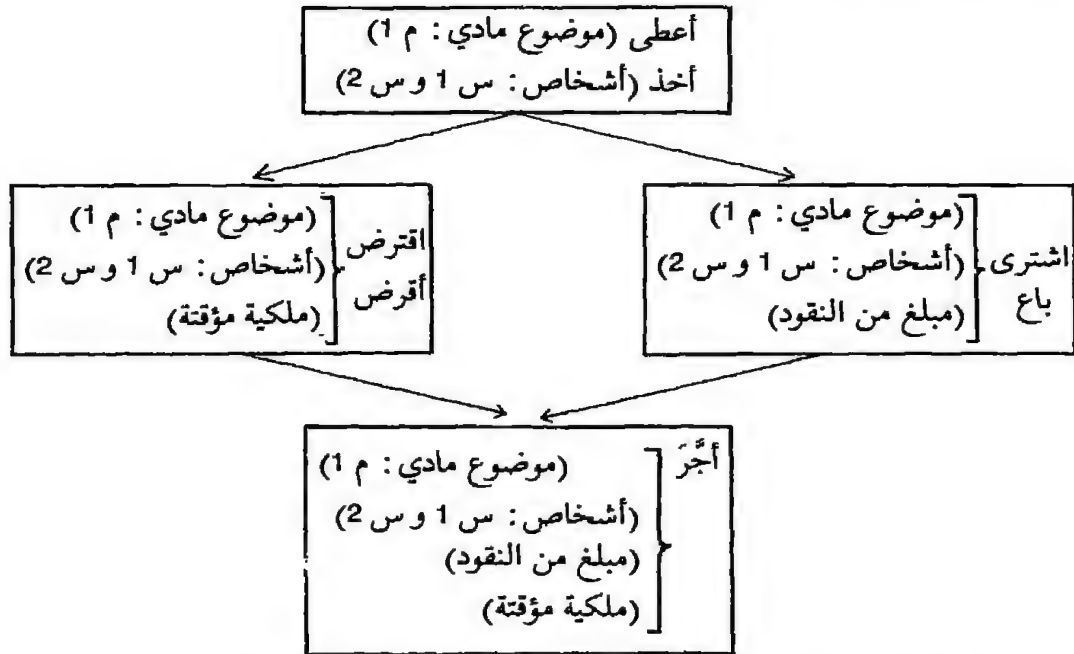 أعطى (موضوع مادي: م 1)
أخذ (أشخاص: س 1 و س 2)
اشترى
باع
(موضوع مادي: م 1)
(أشخاص: س 1 و س 2)
(مبلغ من النقود)
اقترض
أقرض
(موضوع مادي: م 1)
(أشخاص: س 1 و س 2)
(ملكية مؤقتة)
أجَّرَ (موضوع مادي: م 1)
(أشخاص: س 1 و س 2)
(مبلغ من النقود)
(ملكية مؤقتة)